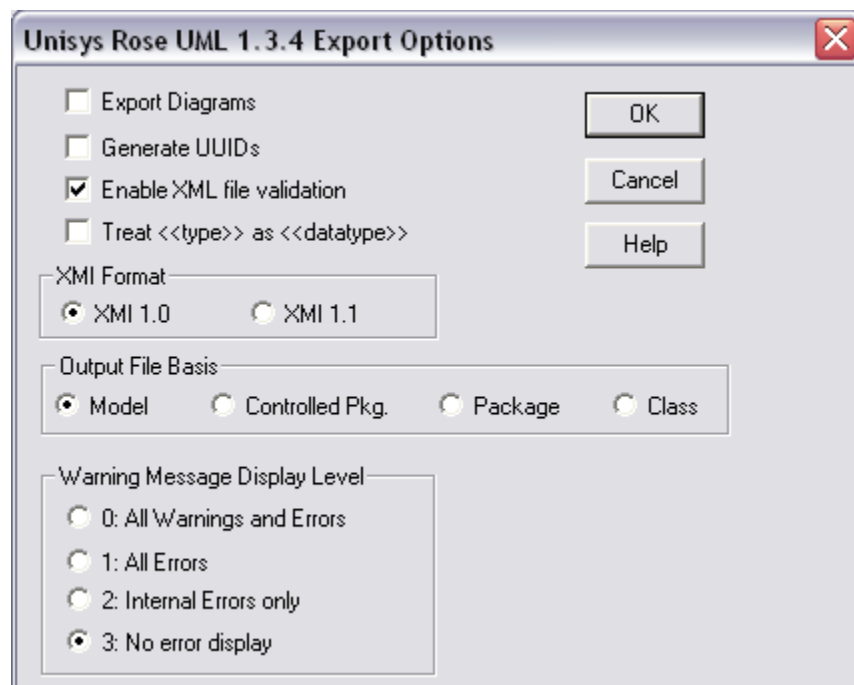 Unisys Rose UML 1.3.4 Export Options
Export Diagrams
OK
Generate UUIDs
Enable XML file validation
Cancel
Treat <<type>> as <<datatype>>
Help
XMI Format
XMI 1.0 XMI 1.1
Output File Basis
Model Controlled Pkg. Package Class
Warning Message Display Level
0: All Warnings and Errors
1: All Errors
2: Internal Errors only
3: No error display